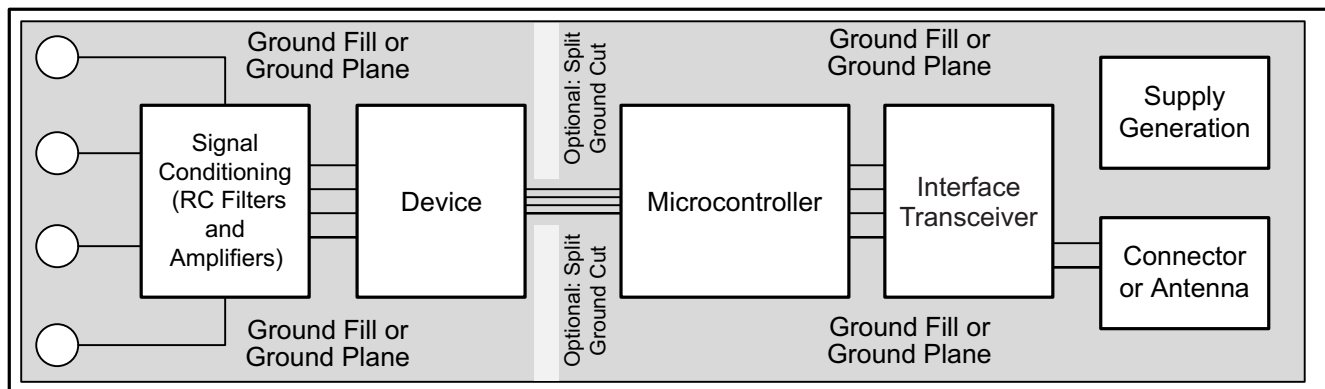 Ground Fill or
Ground Plane
Optional: Split
Ground Cut
Ground Fill or
Ground Plane
Supply
Generation
Signal
Conditioning
(RC Filters
and
Amplifiers)
Device
Microcontroller
Interface
Transceiver
Connector
or Antenna
Ground Fill or
Ground Plane
Optional: Split
Ground Cut
Ground Fill or
Ground Plane